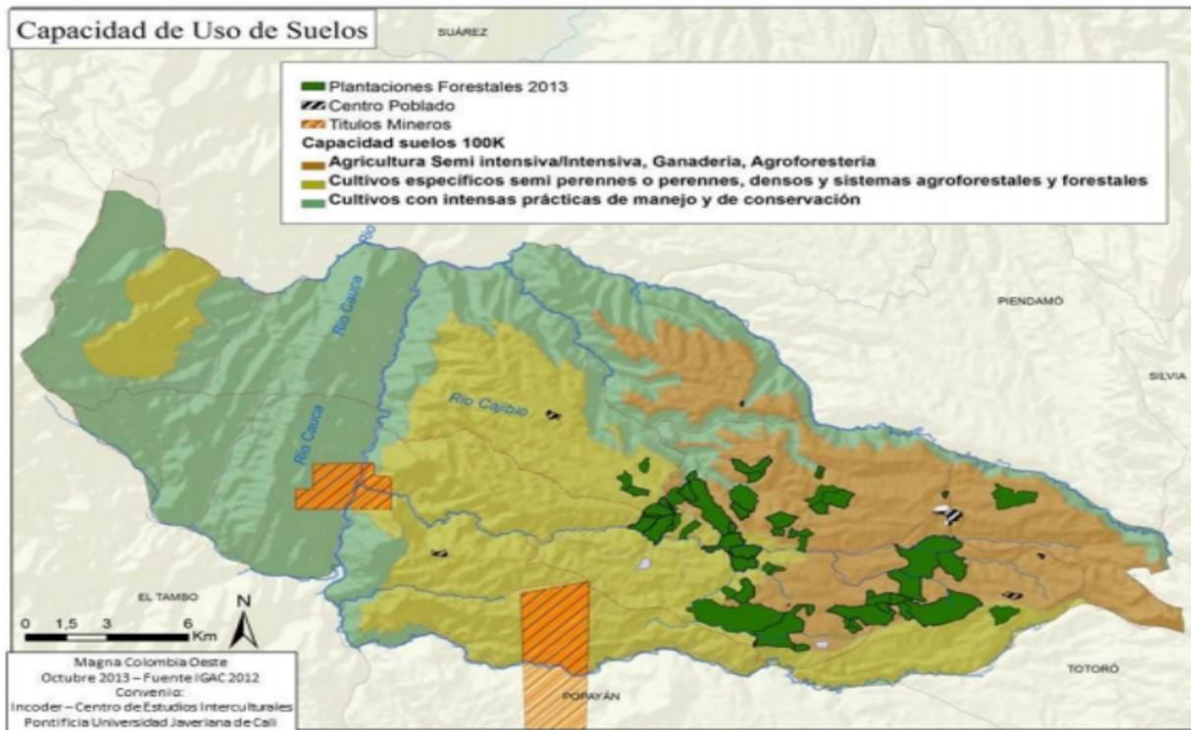 Capacidad de Uso de Suelos
SUÁREZ
Plantaciones Forestales 2013
Centro Poblado
Titulos Mineros
Capacidad suelos 100K
Agricultura Semi intensiva/Intensiva, Ganaderia, Agroforesteria
Cultivos específicos semi perennes o perennes, densos y sistemas agroforestales y forestales
Cultivos con intensas prácticas de manejo y de conservación
Rio
Rio Cauca
PIENDAMÓ
SILVIA
Rio Cajibio
Rio Cauca
EL TAMBO
N
0 1,5 3 6
Km
TOTORÓ
POPAYÁN
Magna Colombia Oeste
Octubre 2013 – Fuente IGAC 2012
Convenio:
Incoder – Centro de Estudios Interculturales
Pontificia Universidad Javeriana de Cali